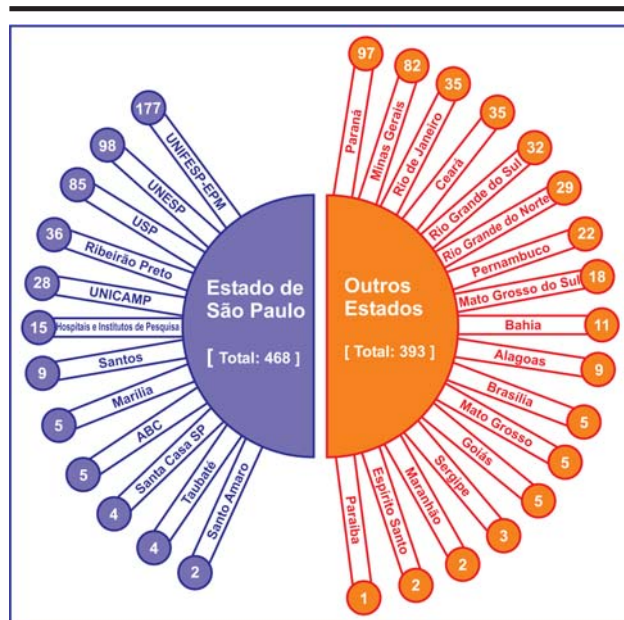 177 UNIFESP-EPM
98 UNESP
85 USP
36 Ribeirão Preto
28 UNICAMP
15 Hospitais e Institutos de Pesquisa
9 Santos
5 Marília
5 ABC
4 Santa Casa SP
4 Taubaté
2 Santo Amaro
Estado de
São Paulo
[ Total: 468 ]
Outros
Estados
[ Total: 393 ]
97 Paraná
82 Minas Gerais
35 Rio de Janeiro
35 Ceará
32 Rio Grande do Sul
29 Rio Grande do Norte
22 Pernambuco
18 Mato Grosso do Sul
11 Bahia
9 Alagoas
5 Brasília
5 Mato Grosso
5 Goiás
3 Sergipe
2 Maranhão
2 Espírito Santo
1 Paraíba